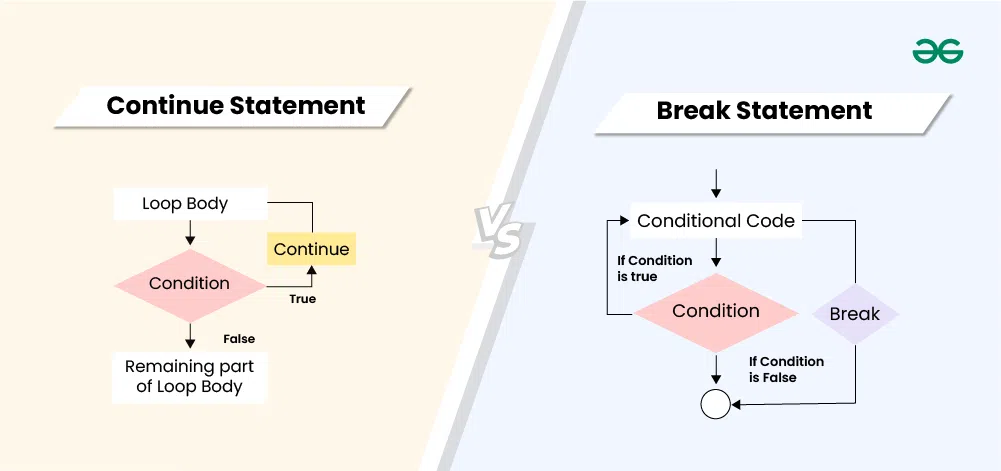 Continue Statement
Loop Body
Continue
Condition
True
False
Remaining part
of Loop Body
VS
Break Statement
Conditional Code
If Condition
is true
Condition
Break
If Condition
is False